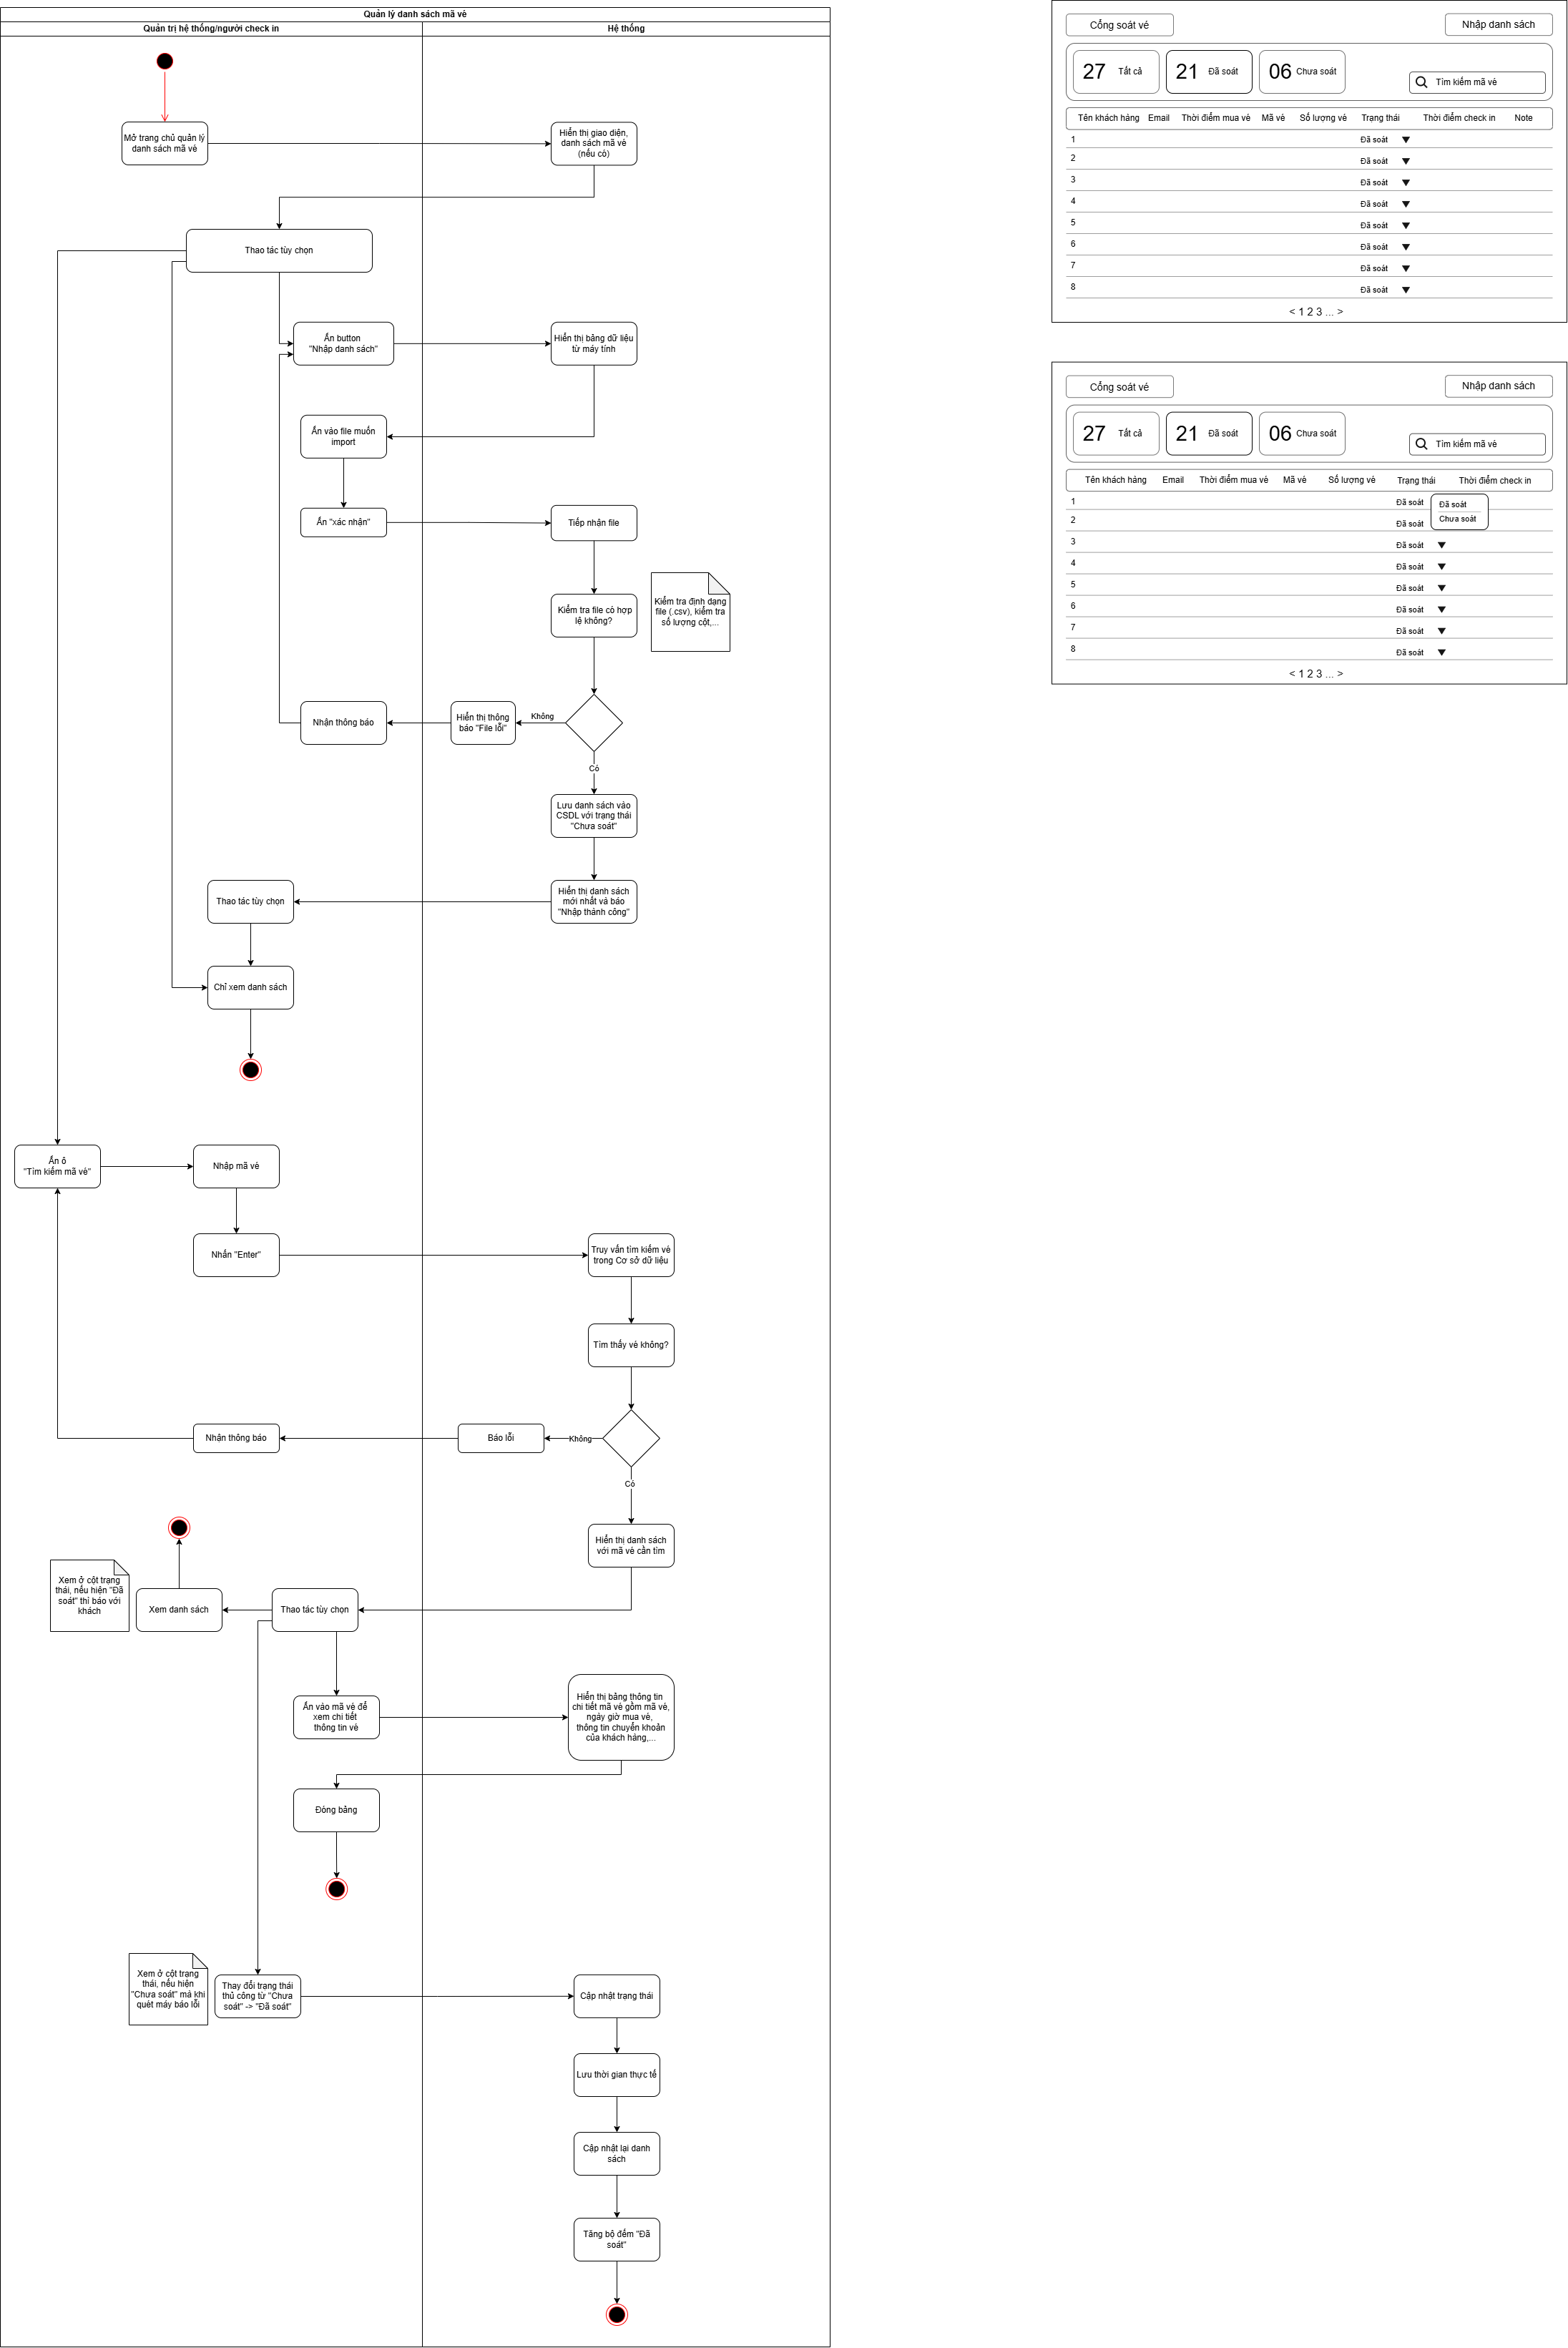 Quản lý danh sách mã vé
Quản trị hệ thống/người check in
Hệ thống
Mở trang chủ quản lý
danh sách mã vé
Hiển thị giao diện,
danh sách mã vé
(nếu có)
Thao tác tùy chọn
Ấn button
"Nhập danh sách"
Hiển thị bảng dữ liệu
từ máy tính
Ấn vào file muốn
import
Ấn "xác nhận"
Tiếp nhận file
Kiểm tra file có hợp
lệ không?
Kiểm tra định dạng
file (.csv), kiểm tra
số lượng cột,...
Nhận thông báo
Hiển thị thông
báo "File lỗi"
Không
Có
Lưu danh sách vào
CSDL với trạng thái
"Chưa soát"
Thao tác tùy chọn
Hiển thị danh sách
mới nhất và báo
"Nhập thành công"
Chỉ xem danh sách
Ấn ô
"Tìm kiếm mã vé"
Nhập mã vé
Nhấn "Enter"
Truy vấn tìm kiếm vé
trong Cơ sở dữ liệu
Tìm thấy vé không?
Nhận thông báo
Báo lỗi
Không
Có
Hiển thị danh sách
với mã vé cần tìm
Xem ở cột trạng
thái, nếu hiện "Đã
soát" thì báo với
khách
Xem danh sách
Thao tác tùy chọn
Ấn vào mã vé để
xem chi tiết
thông tin vé
Hiển thị bảng thông tin
chi tiết mã vé gồm mã vé,
ngày giờ mua vé,
thông tin chuyển khoản
của khách hàng,...
Đóng bảng
Xem ở cột trạng
thái, nếu hiện
"Chưa soát" mà khi
quét máy báo lỗi
Thay đổi trạng thái
thủ công từ "Chưa
soát" -> "Đã soát"
Cập nhật trạng thái
Lưu thời gian thực tế
Cập nhật lại danh
sách
Tăng bộ đếm "Đã
soát"
Cổng soát vé
Nhập danh sách
27 Tất cả
21 Đã soát
06 Chưa soát
Tìm kiếm mã vé
Tên khách hàng Email Thời điểm mua vé Mã vé Số lượng vé Trạng thái Thời điểm check in Note
1 Đã soát
2 Đã soát
3 Đã soát
4 Đã soát
5 Đã soát
6 Đã soát
7 Đã soát
8 Đã soát
< 1 2 3 ... >
Cổng soát vé
Nhập danh sách
27 Tất cả
21 Đã soát
06 Chưa soát
Tìm kiếm mã vé
Tên khách hàng Email Thời điểm mua vé Mã vé Số lượng vé Trạng thái Thời điểm check in
1 Đã soát
Đã soát
Chưa soát
2 Đã soát
3 Đã soát
4 Đã soát
5 Đã soát
6 Đã soát
7 Đã soát
8 Đã soát
< 1 2 3 ... >